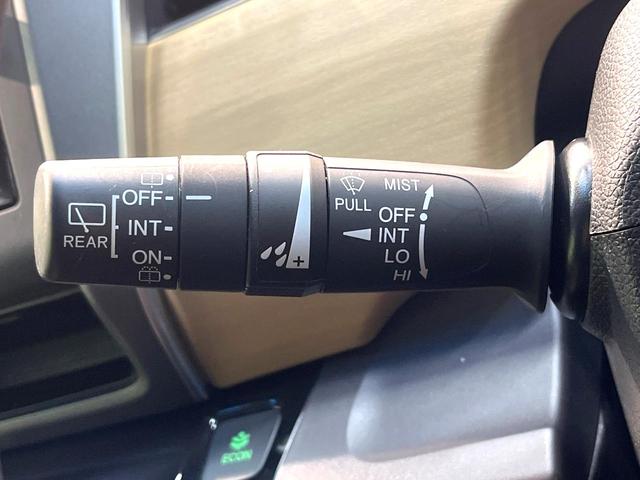 OFF
INT
REAR
ON
MIST
PULL
OFF
INT
LO
HI
+
ECON